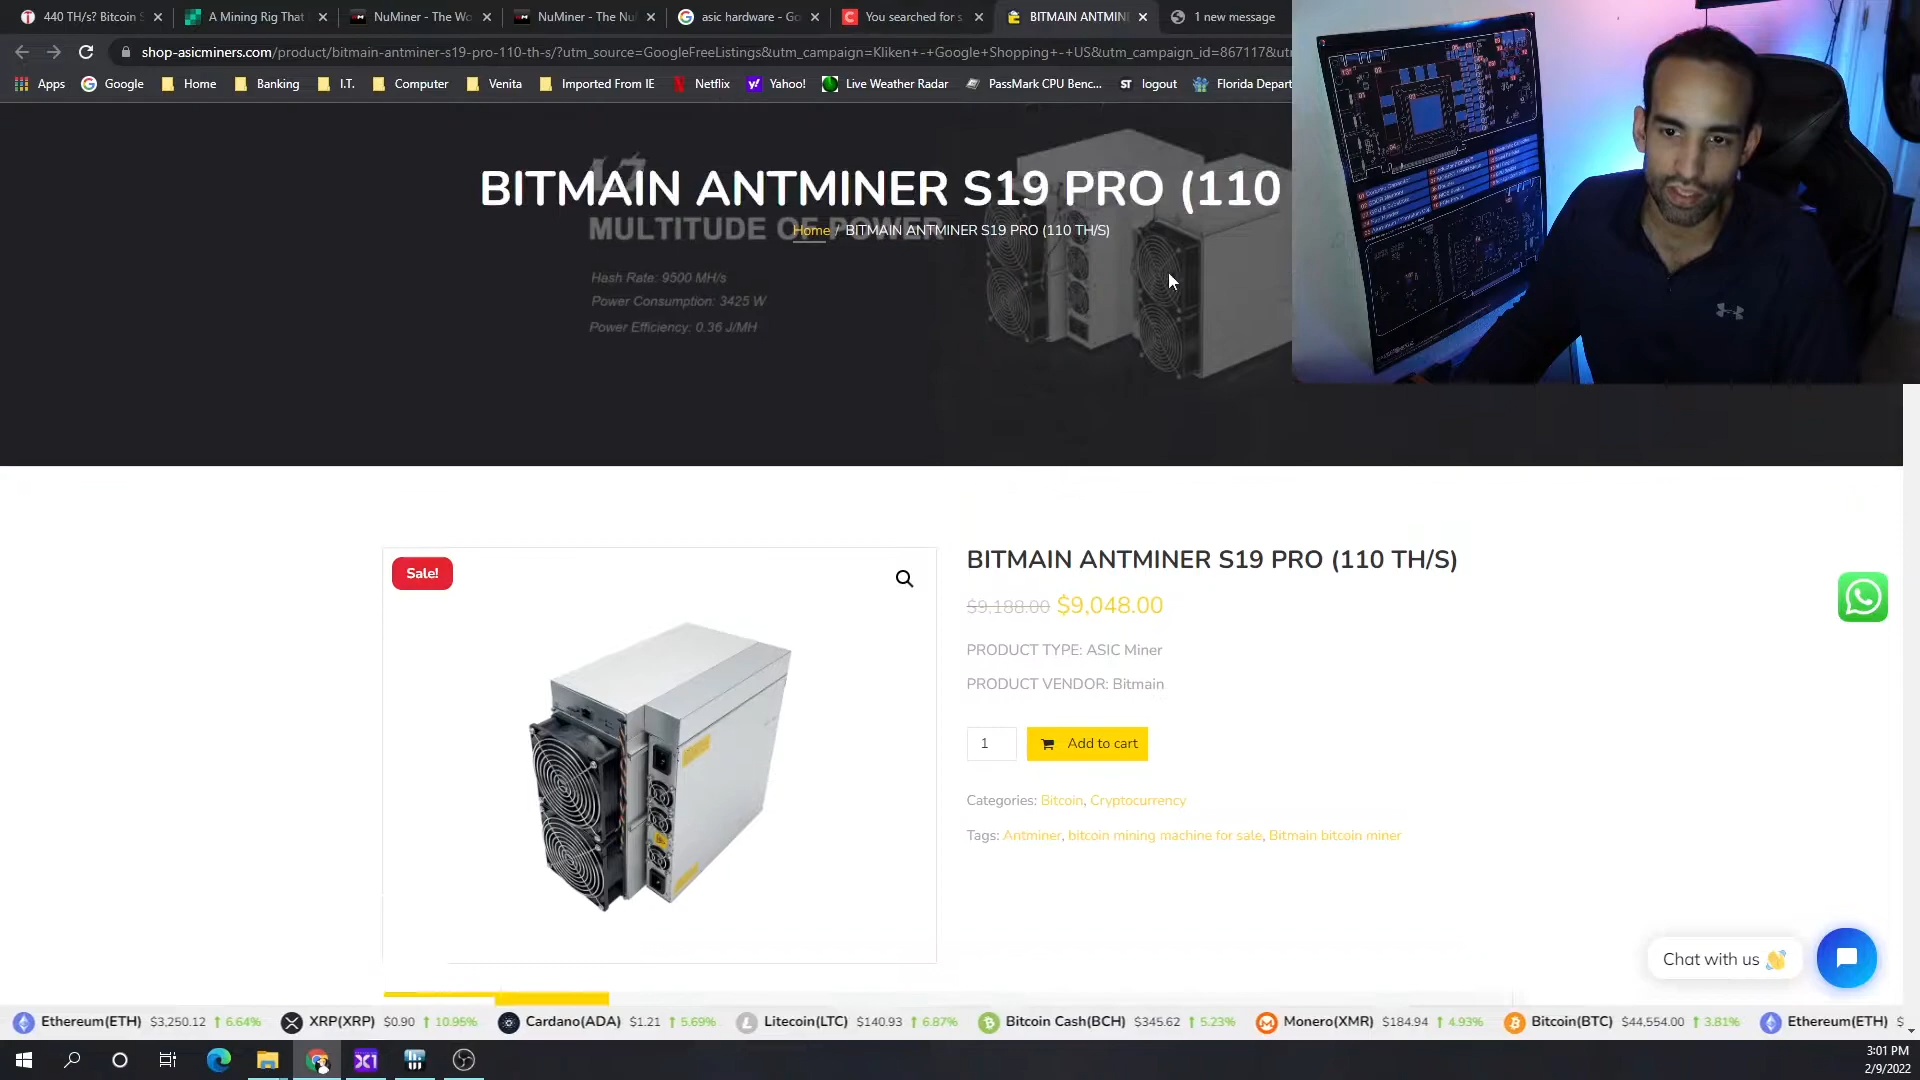 440 TH/s? Bitcoin S
A Mining Rig That
NuMiner - The Wo
NuMiner - The Nu
asic hardware - Go
You searched for s
BITMAIN ANTMIN
1 new message
shop-asicminers.com/product/bitmain-antminer-s19-pro-110-th-s/?utm_source=GoogleFreeListings&utm_campaign=Kliken+-+Google+Shopping+-+US&utm_campaign_id=867117&ut
Apps
Google
Home
Banking
I.T.
Computer
Venita
Imported From IE
Netflix
Yahoo!
Live Weather Radar
PassMark CPU Benc...
ST logout
Florida Depart
L7
BITMAIN ANTMINER S19 PRO (110
MULTITUDE OF POWER
Home / BITMAIN ANTMINER S19 PRO (110 TH/S)
Hash Rate: 9500 MH/s
Power Consumption: 3425 W
Power Efficiency: 0.36 J/MH
Sale!
BITMAIN ANTMINER S19 PRO (110 TH/S)
$9,188.00 $9,048.00
PRODUCT TYPE: ASIC Miner
PRODUCT VENDOR: Bitmain
1
Add to cart
Categories: Bitcoin, Cryptocurrency
Tags: Antminer, bitcoin mining machine for sale, Bitmain bitcoin miner
Chat with us 👋
Ethereum(ETH) $3,250.12 ↑ 6.64% XRP(XRP) $0.90 ↑ 10.95% Cardano(ADA) $1.21 ↑ 5.69% Litecoin(LTC) $140.93 ↑ 6.87% Bitcoin Cash(BCH) $345.62 ↑ 5.23% Monero(XMR) $184.94 ↑ 4.93% Bitcoin(BTC) $44,554.00 ↑ 3.81% Ethereum(ETH) $
X1
3:01 PM
2/9/2022